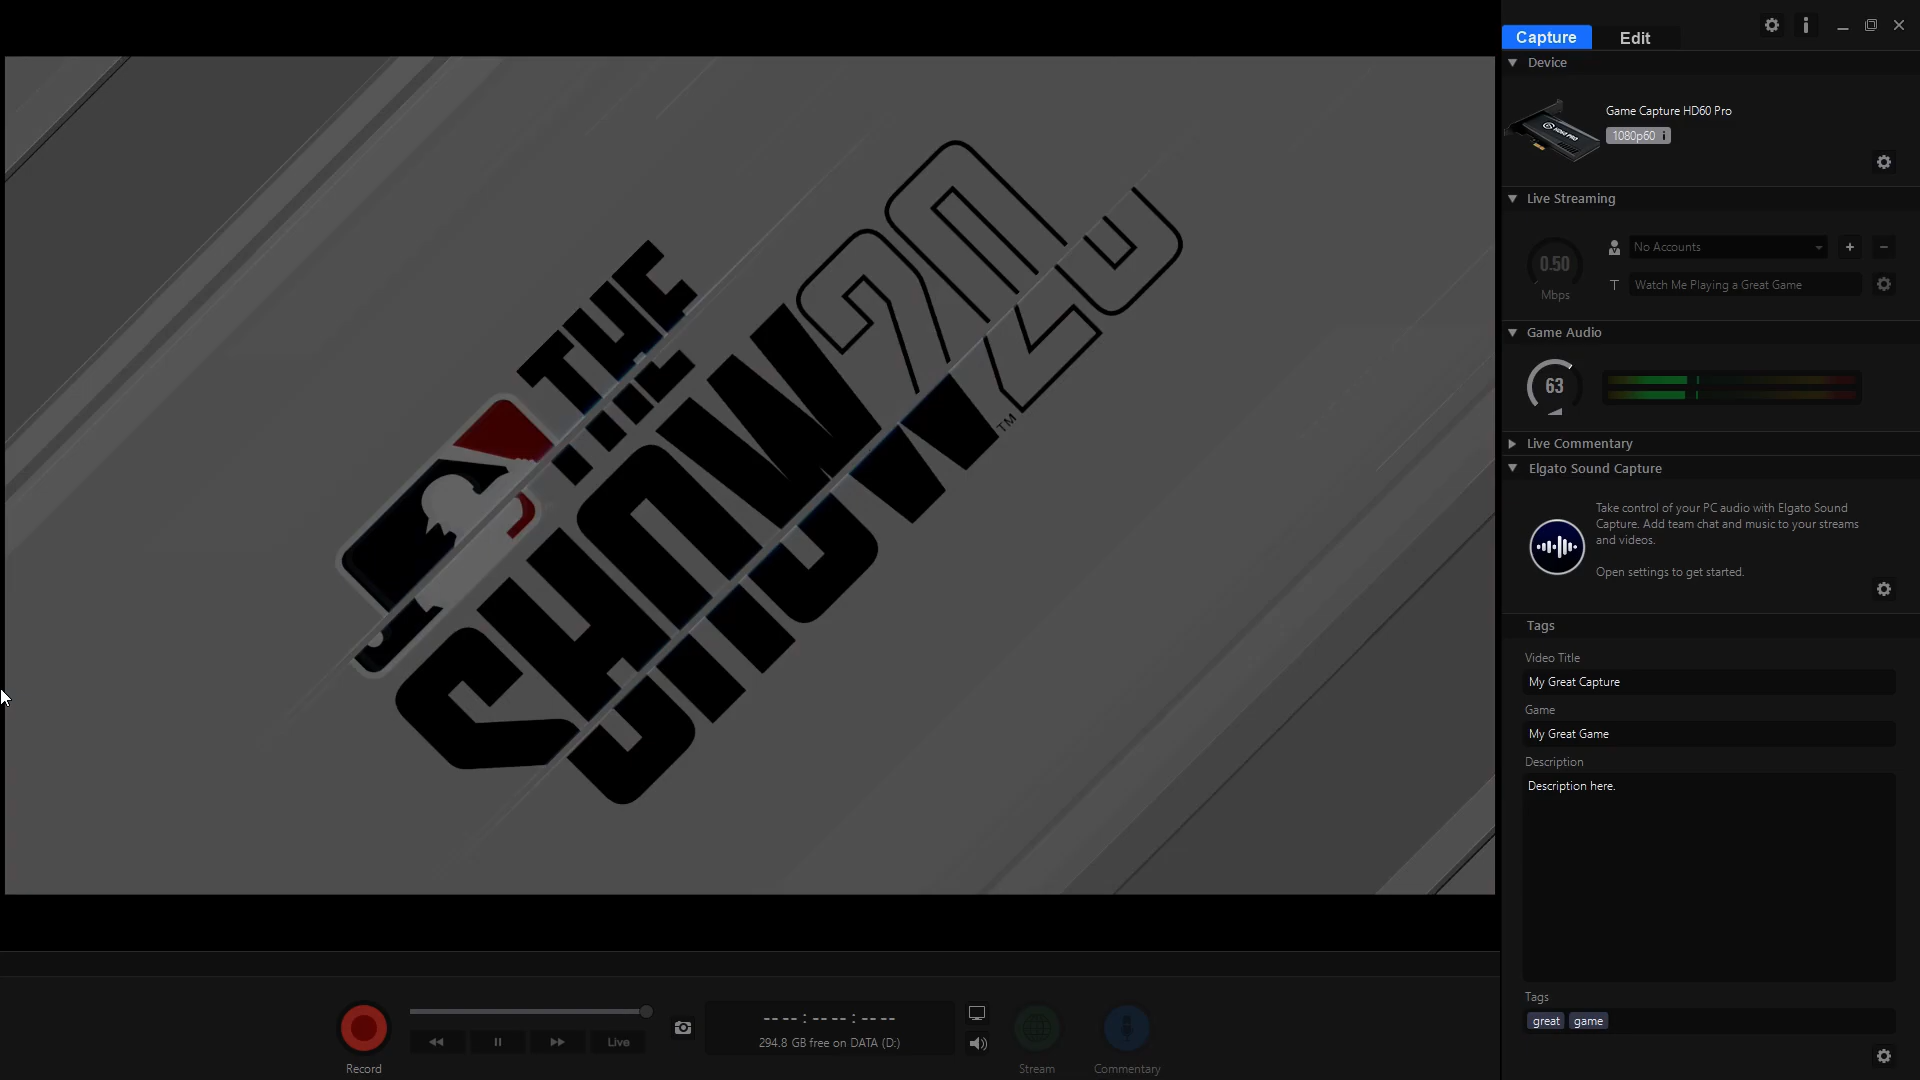 Capture
Edit
Device
Game Capture HD60 Pro
1080p60 i
Live Streaming
0.50
Mbps
No Accounts
T Watch Me Playing a Great Game
Game Audio
63
Live Commentary
Elgato Sound Capture
Take control of your PC audio with Elgato Sound
Capture. Add team chat and music to your streams
and videos.
Open settings to get started.
Tags
Video Title
My Great Capture
Game
My Great Game
Description
Description here.
Tags
great game
THE
SHOW20
TM
Record
Live
-- -- : -- -- : -- --
294.8 GB free on DATA (D:)
Stream
Commentary